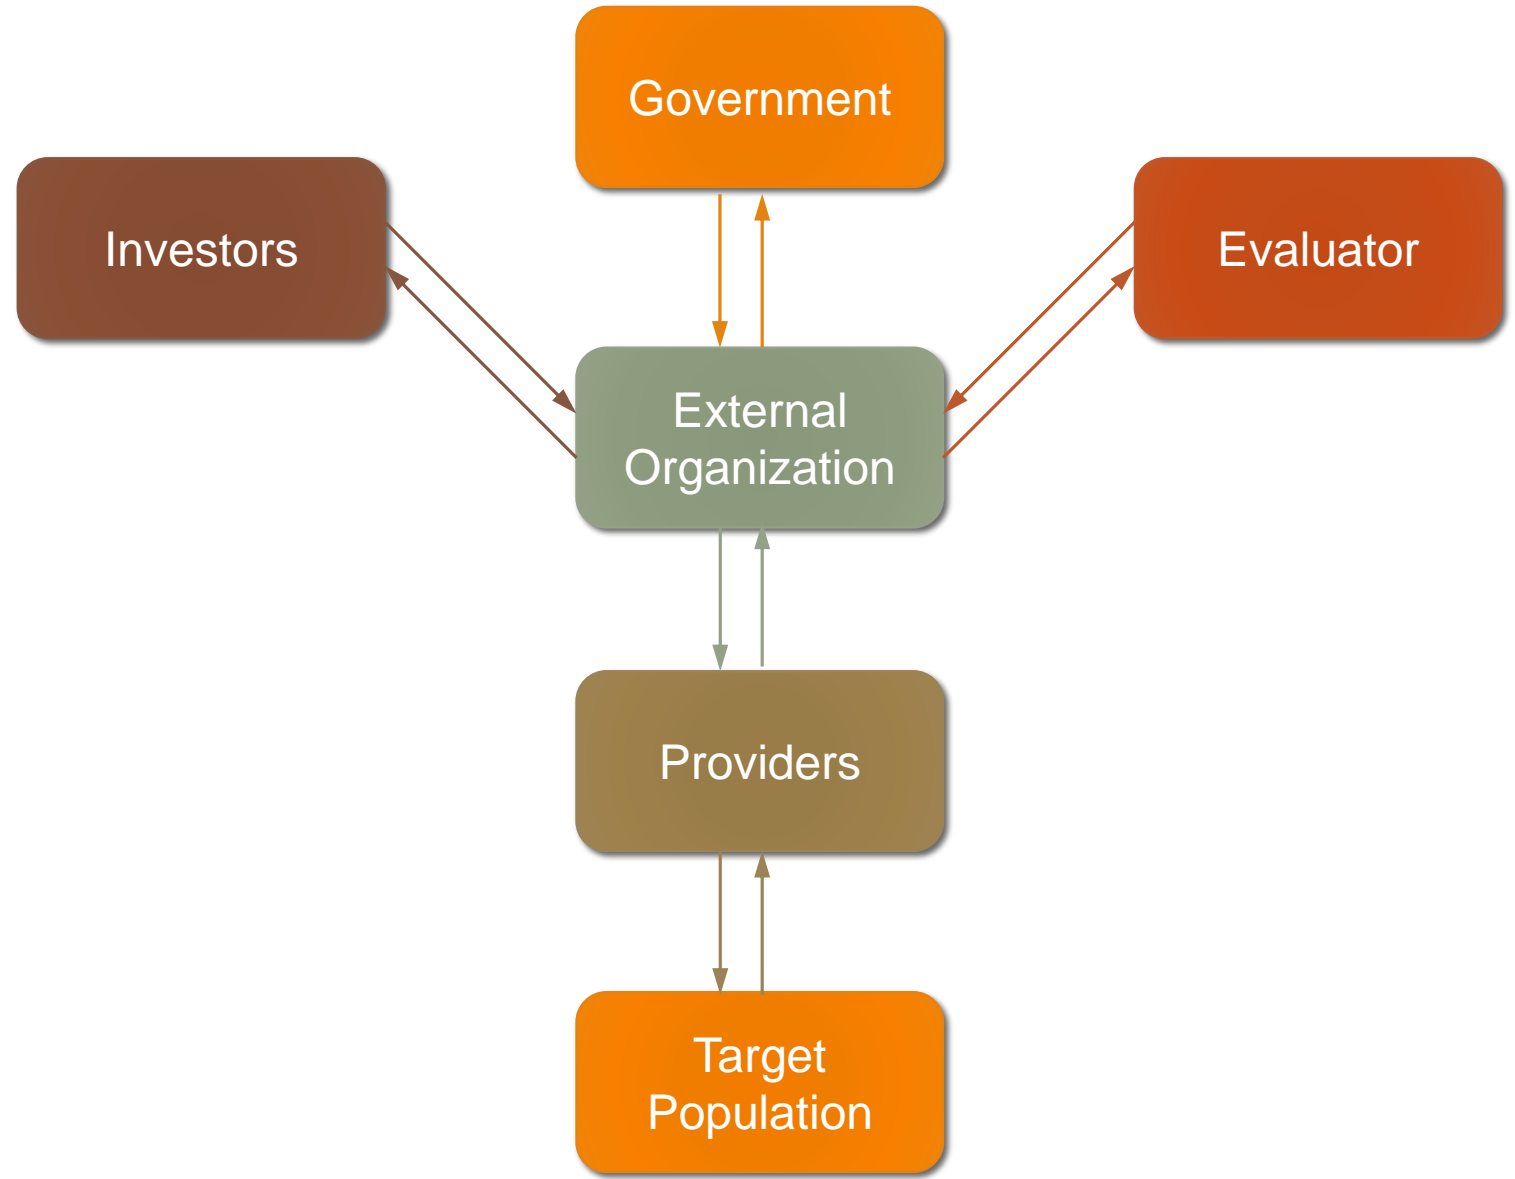 Government
Investors
Evaluator
External
Organization
Providers
Target
Population